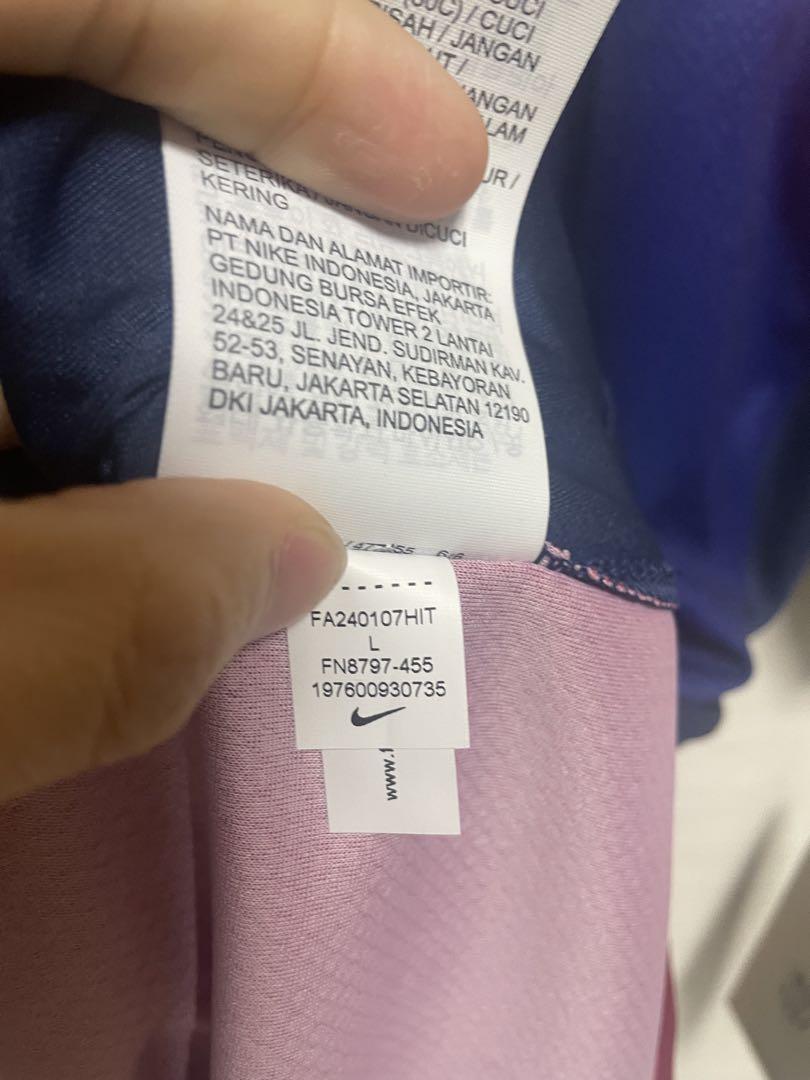 / CUCI
/ JANGAN
JANGAN
SETERIKA / JANGAN DICUCI
KERING
NAMA DAN ALAMAT IMPORTIR:
PT NIKE INDONESIA, JAKARTA
GEDUNG BURSA EFEK
INDONESIA TOWER 2 LANTAI
24&25 JL. JEND. SUDIRMAN KAV.
52-53, SENAYAN, KEBAYORAN
BARU, JAKARTA SELATAN 12190
DKI JAKARTA, INDONESIA
FA240107HIT
L
FN8797-455
197600930735
www.